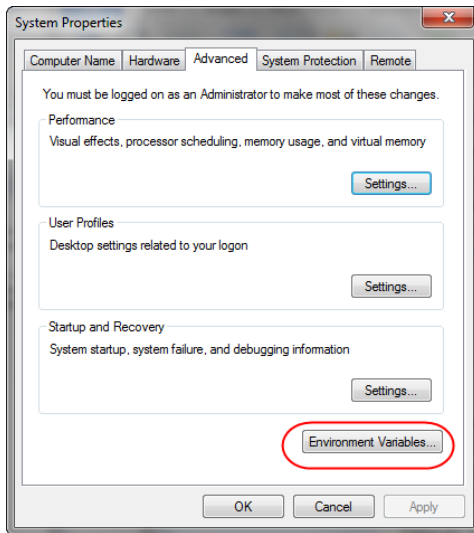 System Properties
Computer Name Hardware Advanced System Protection Remote
You must be logged on as an Administrator to make most of these changes.
Performance
Visual effects, processor scheduling, memory usage, and virtual memory
Settings...
User Profiles
Desktop settings related to your logon
Settings...
Startup and Recovery
System startup, system failure, and debugging information
Settings...
Environment Variables...
OK Cancel Apply